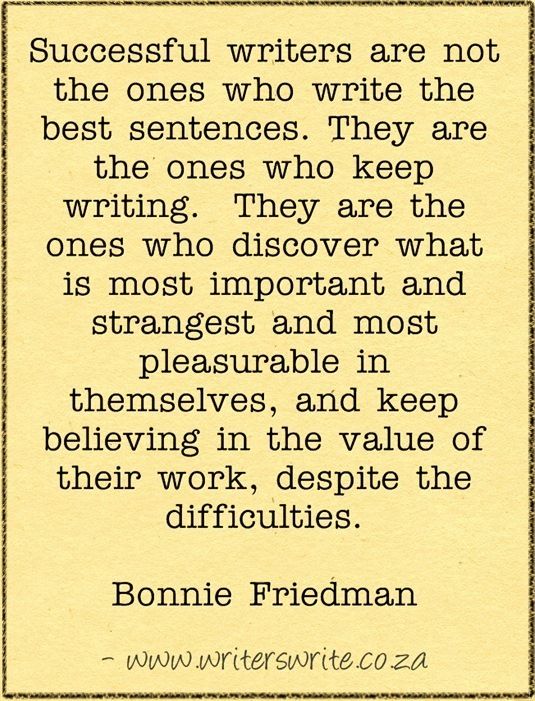 Successful writers are not
the ones who write the
best sentences. They are
the ones who keep
writing.  They are the
ones who discover what
is most important and
strangest and most
pleasurable in
themselves, and keep
believing in the value of
their work, despite the
difficulties.
Bonnie Friedman
- www.writerswrite.co.za